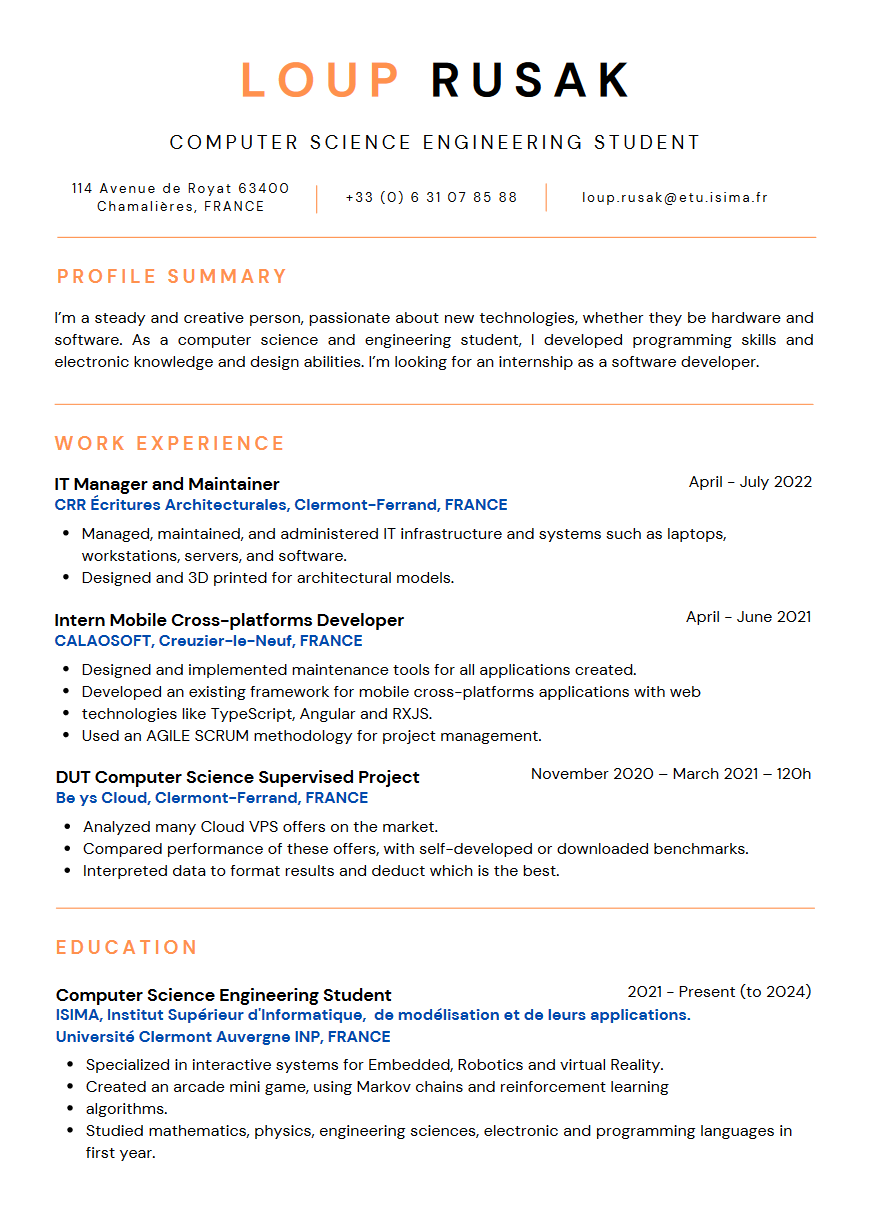 LOUP RUSAK
COMPUTER SCIENCE ENGINEERING STUDENT
114 Avenue de Royat 63400
Chamalières, FRANCE
+33 (0) 6 31 07 85 88
loup.rusak@etu.isima.fr
PROFILE SUMMARY
I'm a steady and creative person, passionate about new technologies, whether they be hardware and
software. As a computer science and engineering student, I developed programming skills and
electronic knowledge and design abilities. I'm looking for an internship as a software developer.
WORK EXPERIENCE
IT Manager and Maintainer
April - July 2022
CRR Écritures Architecturales, Clermont-Ferrand, FRANCE
• Managed, maintained, and administered IT infrastructure and systems such as laptops,
workstations, servers, and software.
• Designed and 3D printed for architectural models.
Intern Mobile Cross-platforms Developer
April - June 2021
CALAOSOFT, Creuzier-le-Neuf, FRANCE
• Designed and implemented maintenance tools for all applications created.
• Developed an existing framework for mobile cross-platforms applications with web
• technologies like TypeScript, Angular and RXJS.
• Used an AGILE SCRUM methodology for project management.
DUT Computer Science Supervised Project
November 2020 – March 2021 – 120h
Be ys Cloud, Clermont-Ferrand, FRANCE
• Analyzed many Cloud VPS offers on the market.
• Compared performance of these offers, with self-developed or downloaded benchmarks.
• Interpreted data to format results and deduct which is the best.
EDUCATION
Computer Science Engineering Student
2021 - Present (to 2024)
ISIMA, Institut Supérieur d'Informatique, de modélisation et de leurs applications.
Université Clermont Auvergne INP, FRANCE
• Specialized in interactive systems for Embedded, Robotics and virtual Reality.
• Created an arcade mini game, using Markov chains and reinforcement learning
• algorithms.
• Studied mathematics, physics, engineering sciences, electronic and programming languages in
first year.